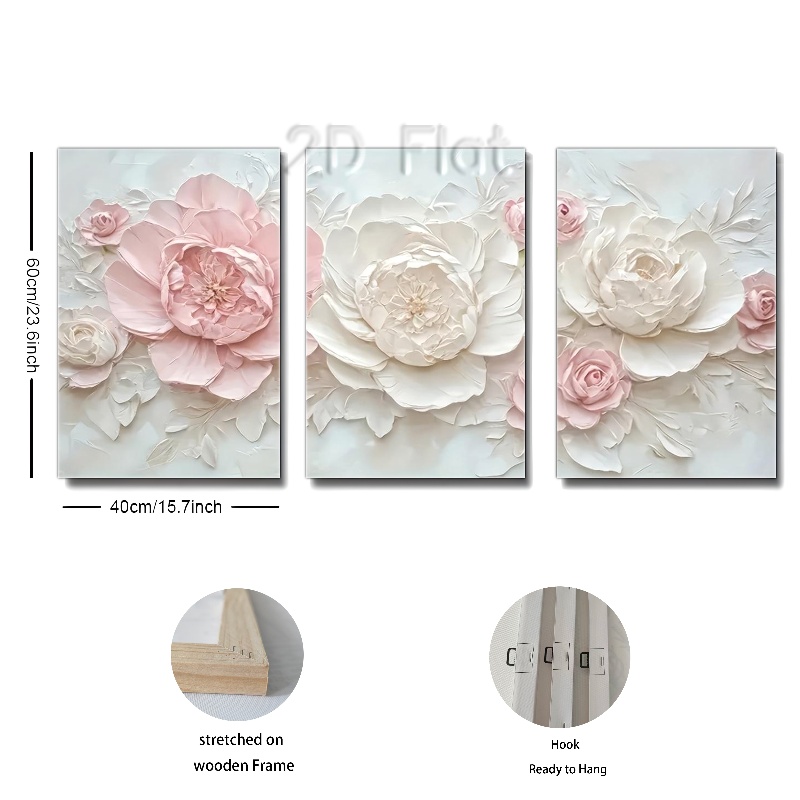 2D Flat
60cm/23.6inch
40cm/15.7inch
stretched on
wooden Frame
Hook
Ready to Hang